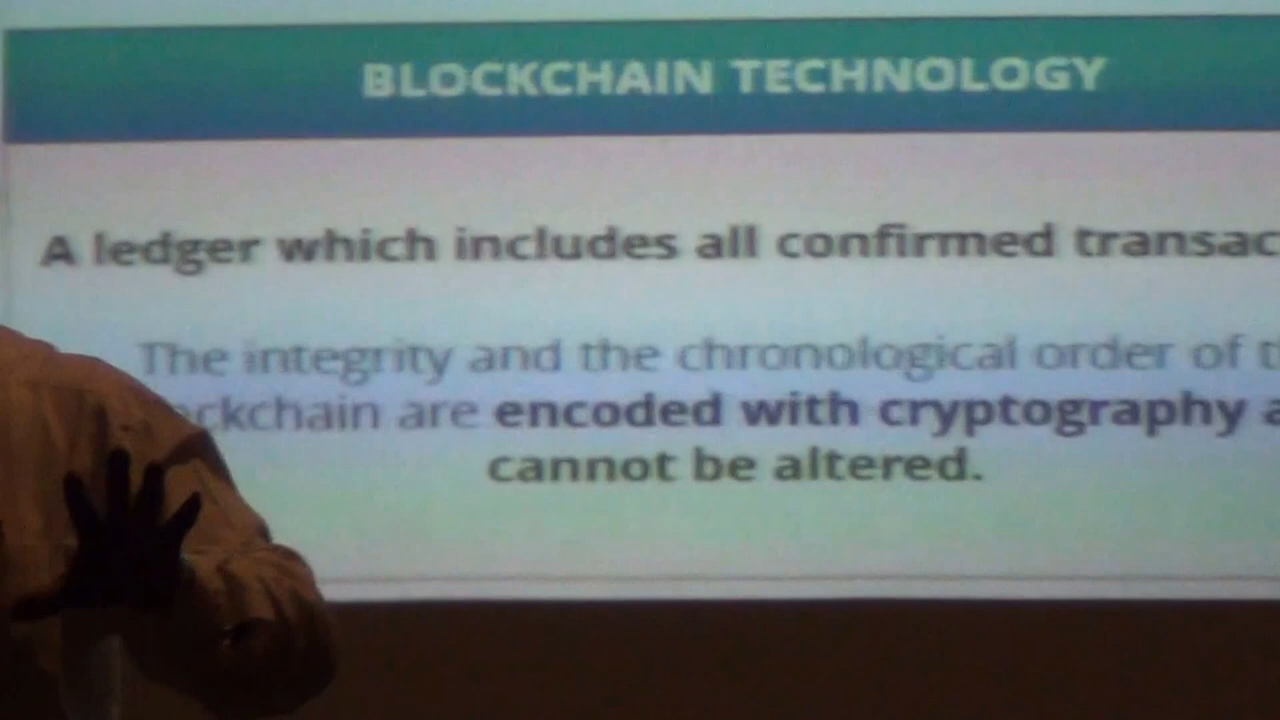 BLOCKCHAIN TECHNOLOGY
A ledger which includes all confirmed transac
The integrity and the chronological order of t
ckchain are encoded with cryptography a
cannot be altered.